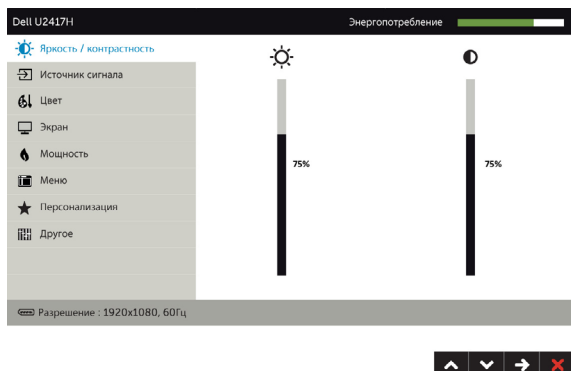 Dell U2417H
Энергопотребление
Яркость / контрастность
Источник сигнала
Цвет
Экран
Мощность
Меню
Персонализация
Другое
75%
75%
Разрешение : 1920x1080, 60Гц